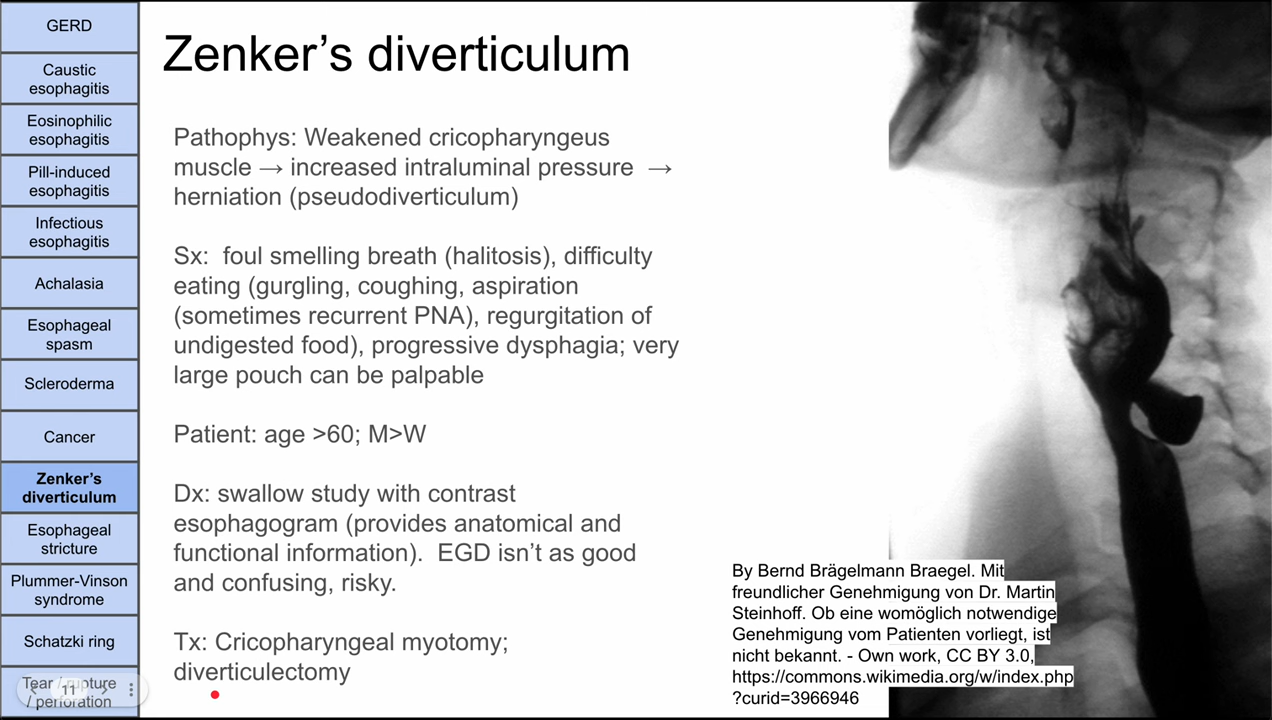 GERD
Caustic
esophagitis
Eosinophilic
esophagitis
Pill-induced
esophagitis
Infectious
esophagitis
Achalasia
Esophageal
spasm
Scleroderma
Cancer
Zenker’s
diverticulum
Esophageal
stricture
Plummer-Vinson
syndrome
Schatzki ring
Tear / rupture
/ perforation
11
Zenker’s diverticulum
Pathophys: Weakened cricopharyngeus
muscle → increased intraluminal pressure →
herniation (pseudodiverticulum)
Sx: foul smelling breath (halitosis), difficulty
eating (gurgling, coughing, aspiration
(sometimes recurrent PNA), regurgitation of
undigested food), progressive dysphagia; very
large pouch can be palpable
Patient: age >60; M>W
Dx: swallow study with contrast
esophagogram (provides anatomical and
functional information). EGD isn’t as good
and confusing, risky.
Tx: Cricopharyngeal myotomy;
diverticulectomy
By Bernd Brägelmann Braegel. Mit
freundlicher Genehmigung von Dr. Martin
Steinhoff. Ob eine womöglich notwendige
Genehmigung vom Patienten vorliegt, ist
nicht bekannt. - Own work, CC BY 3.0,
https://commons.wikimedia.org/w/index.php
?curid=3966946